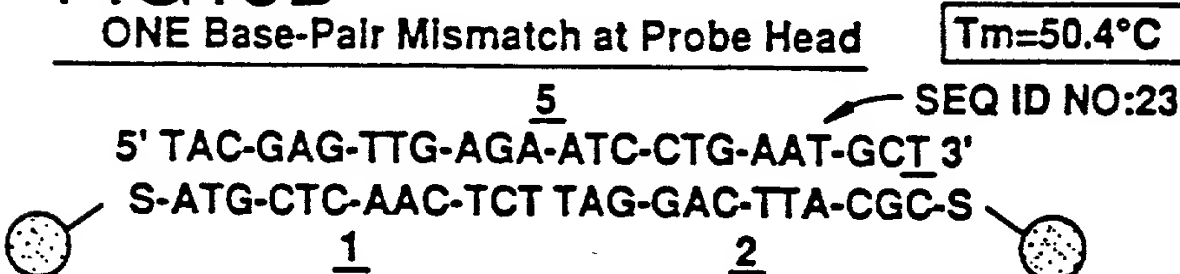 ONE Base-Pair Mismatch at Probe Head
Tm=50.4°C
5
SEQ ID NO:23
5' TAC-GAG-TTG-AGA-ATC-CTG-AAT-GCT 3'
S-ATG-CTC-AAC-TCT TAG-GAC-TTA-CGC-S
1
2